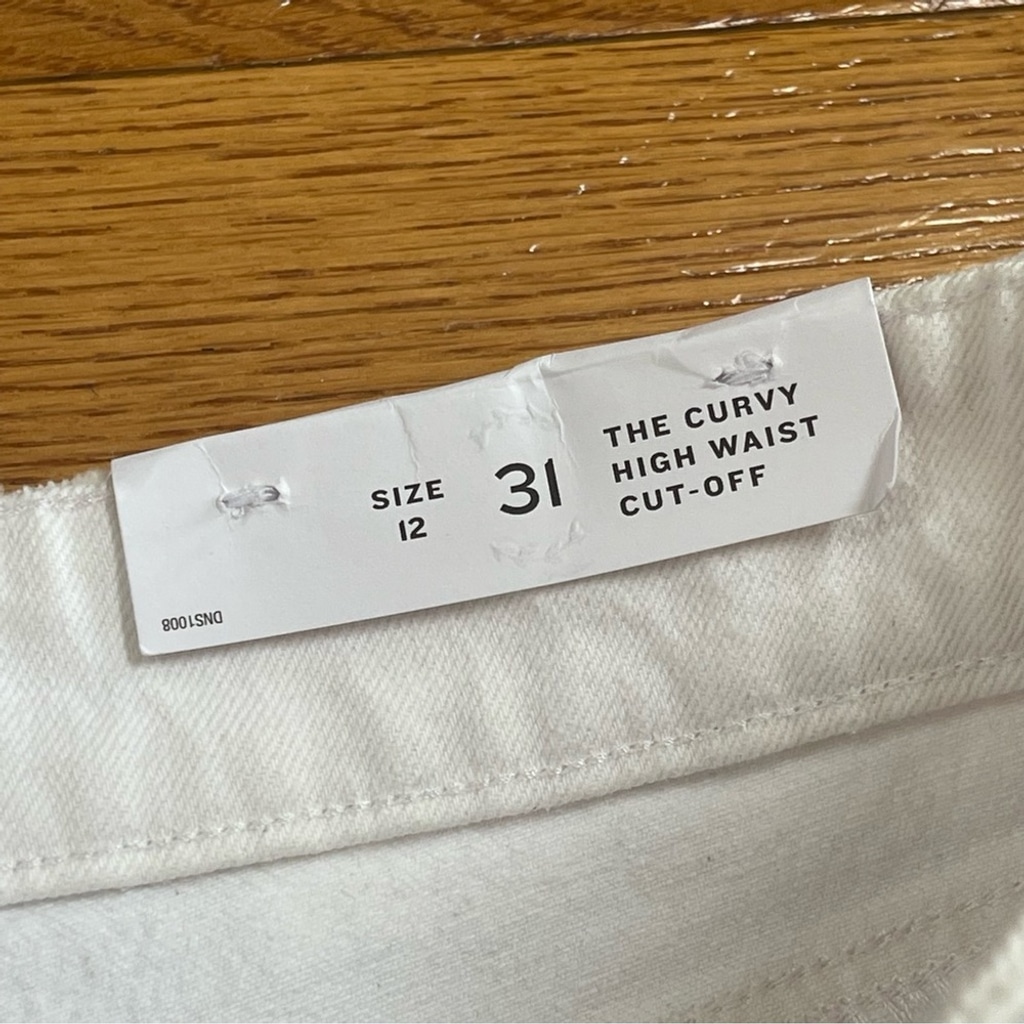 SIZE
12
31
THE CURVY
HIGH WAIST
CUT-OFF
DNS1008